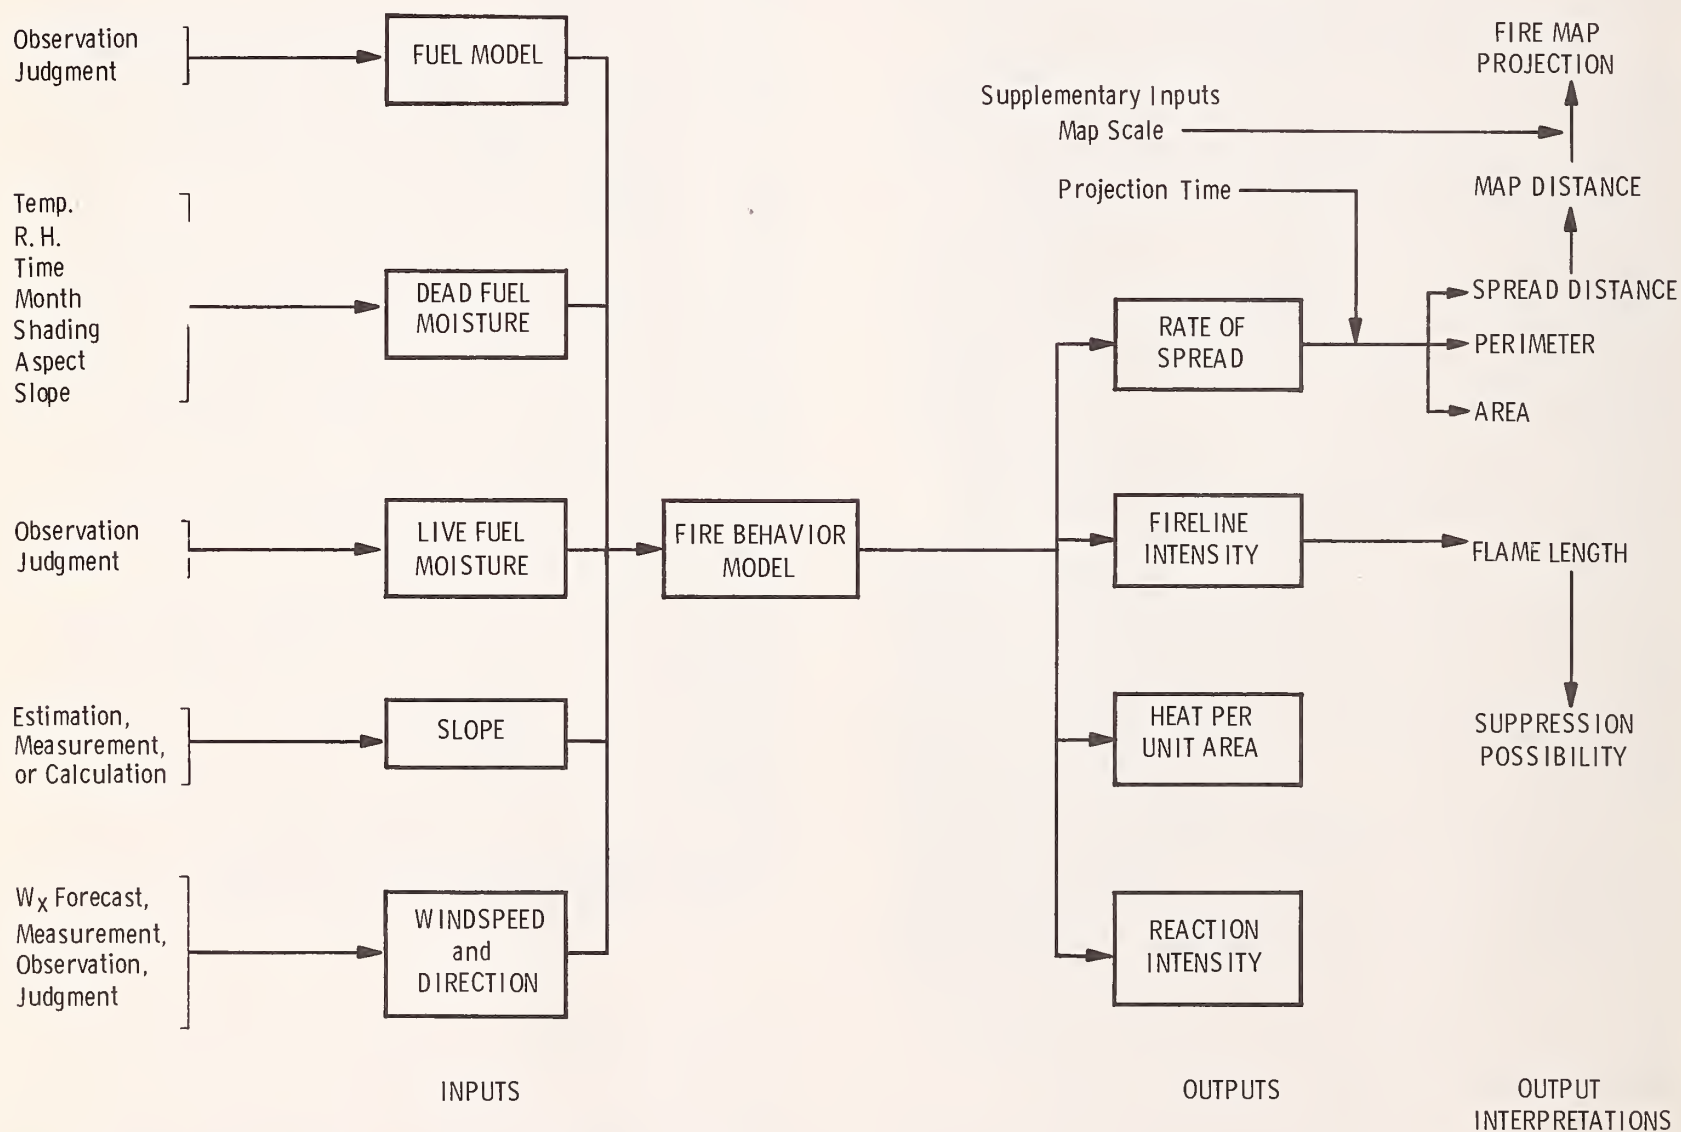 Observation
Judgment
FUEL MODEL
Temp.
R. H.
Time
Month
Shading
Aspect
Slope
DEAD FUEL
MOISTURE
Observation
Judgment
LIVE FUEL
MOISTURE
Estimation,
Measurement,
or Calculation
SLOPE
Wx Forecast,
Measurement,
Observation,
Judgment
WINDSPEED
and
DIRECTION
INPUTS
FIRE BEHAVIOR
MODEL
Supplementary Inputs
Map Scale
Projection Time
RATE OF
SPREAD
FIRELINE
INTENSITY
HEAT PER
UNIT AREA
REACTION
INTENSITY
OUTPUTS
FIRE MAP
PROJECTION
MAP DISTANCE
SPREAD DISTANCE
PERIMETER
AREA
FLAME LENGTH
SUPPRESSION
POSSIBILITY
OUTPUT
INTERPRETATIONS